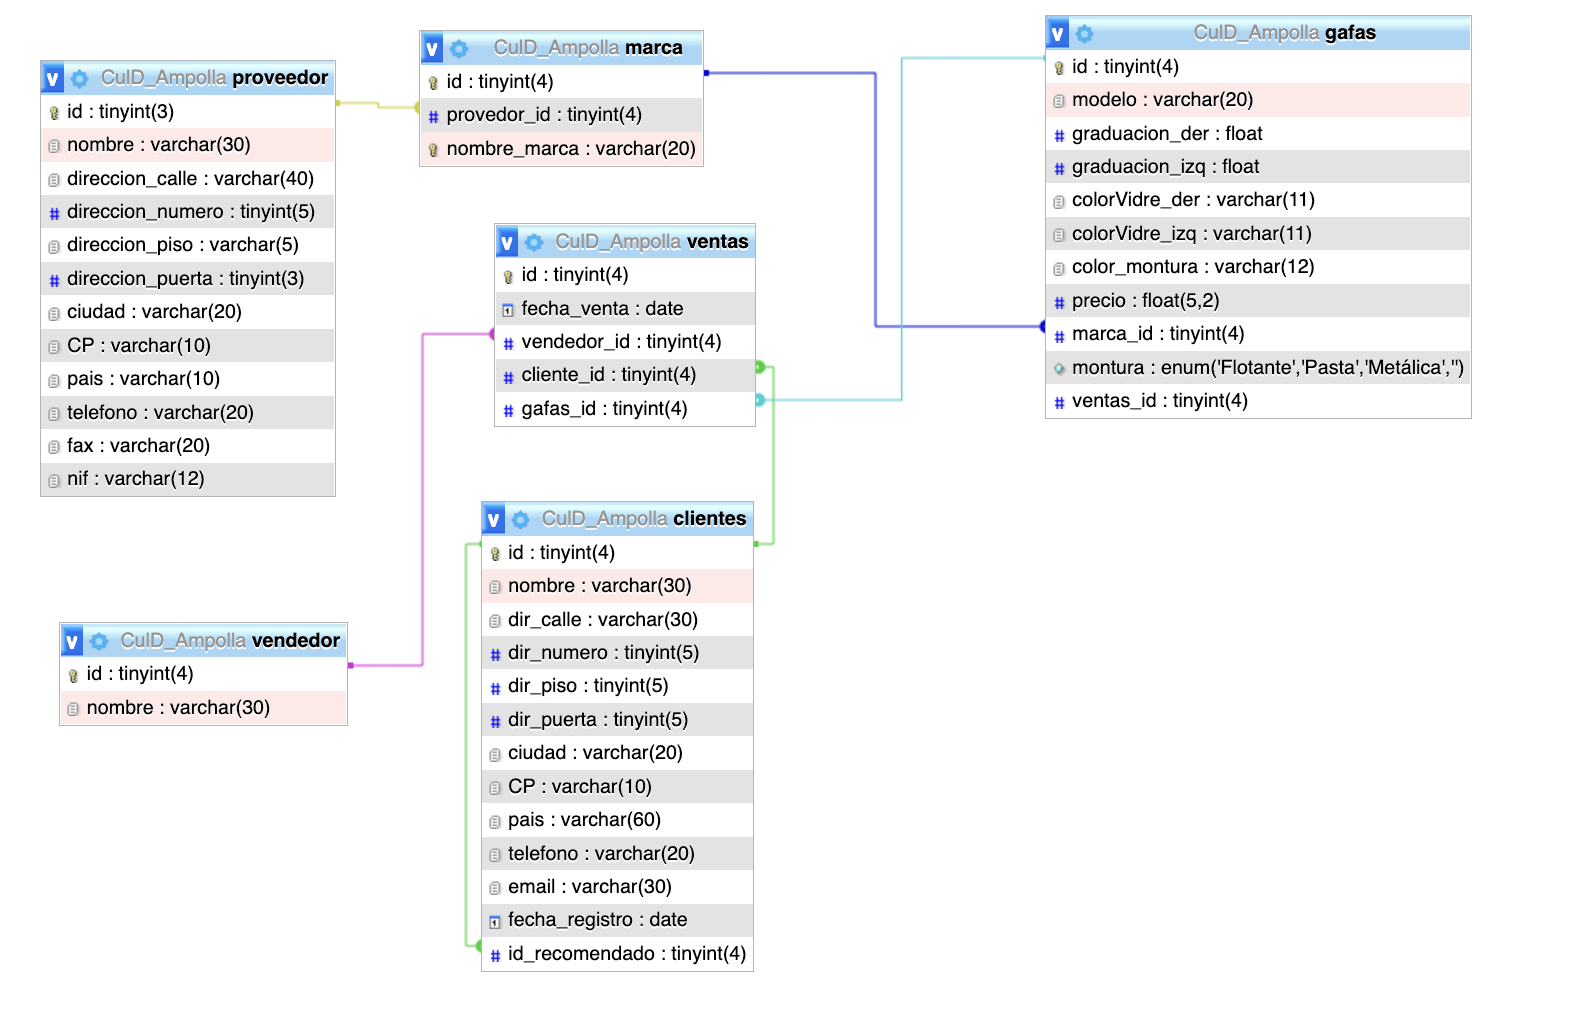 v CulD_Ampolla proveedor
id : tinyint(3)
nombre : varchar(30)
direccion_calle : varchar(40)
# direccion_numero : tinyint(5)
direccion_piso : varchar(5)
# direccion_puerta : tinyint(3)
ciudad : varchar(20)
CP : varchar(10)
pais : varchar(10)
telefono : varchar(20)
fax : varchar(20)
nif : varchar(12)
v CulD_Ampolla marca
id : tinyint(4)
# provedor_id : tinyint(4)
nombre_marca : varchar(20)
v CulD_Ampolla gafas
id : tinyint(4)
modelo : varchar(20)
# graduacion_der : float
# graduacion_izq : float
colorVidre_der : varchar(11)
colorVidre_izq : varchar(11)
color_montura : varchar(12)
# precio : float(5,2)
# marca_id : tinyint(4)
montura : enum('Flotante','Pasta','Metálica','')
# ventas_id : tinyint(4)
v CulD_Ampolla ventas
id : tinyint(4)
fecha_venta : date
# vendedor_id : tinyint(4)
# cliente_id : tinyint(4)
# gafas_id : tinyint(4)
v CulD_Ampolla clientes
id : tinyint(4)
nombre : varchar(30)
dir_calle : varchar(30)
# dir_numero : tinyint(5)
# dir_piso : tinyint(5)
# dir_puerta : tinyint(5)
ciudad : varchar(20)
CP : varchar(10)
pais : varchar(60)
telefono : varchar(20)
email : varchar(30)
fecha_registro : date
# id_recomendado : tinyint(4)
v CulD_Ampolla vendedor
id : tinyint(4)
nombre : varchar(30)